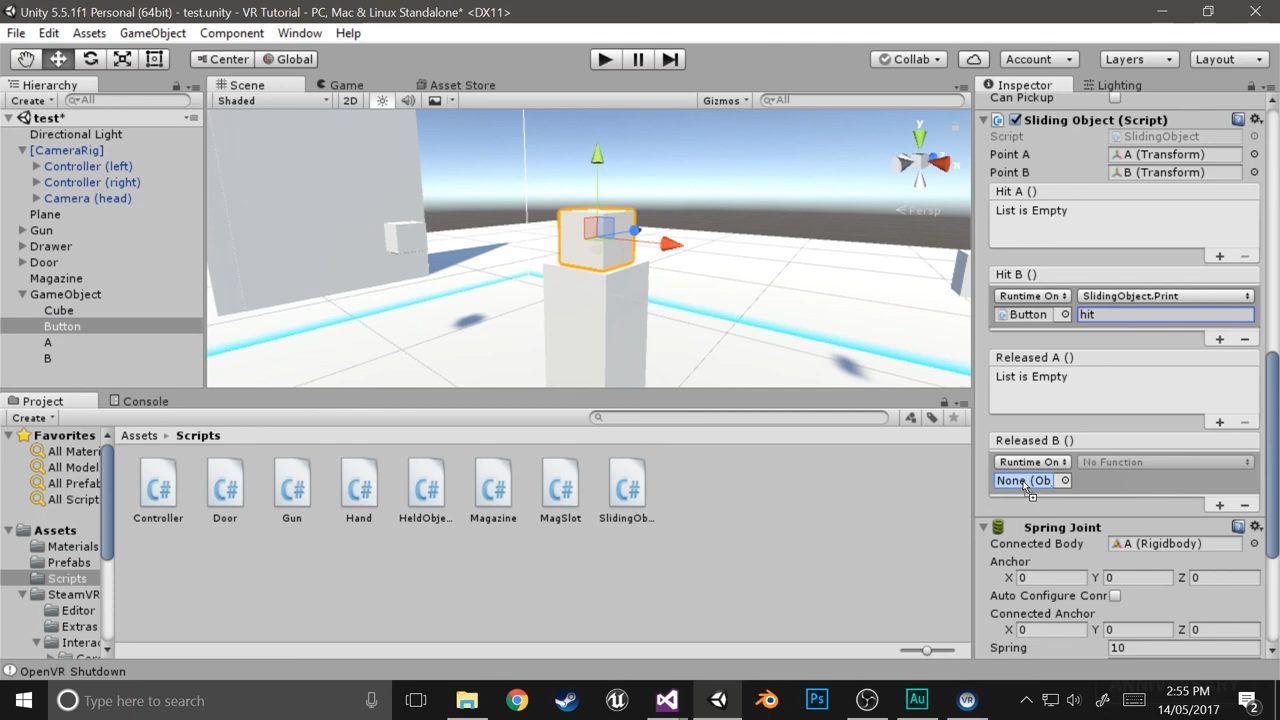 Unity 5.5.1f1 Personal (64bit) - test.unity - VR Tutorial - PC, Mac & Linux Standalone* <DX11>
File Edit Assets GameObject Component Window Help
Center Global Collab Account Layers Layout
Hierarchy
Create All
test*
Directional Light
[CameraRig]
Controller (left)
Controller (right)
Camera (head)
Plane
Gun
Drawer
Door
Magazine
GameObject
Cube
Button
A
B
Scene Game Asset Store
Shaded 2D Gizmos All
y
x
Persp
Project Console
Create
Favorites
All Materi
All Model
All Prefab
All Script
Assets
Materials
Prefabs
Scripts
SteamVR
Editor
Extras
Intera
Assets Scripts
Controller Door Gun Hand HeldObje... Magazine MagSlot SlidingOb...
Inspector Lighting
Can Pickup
Sliding Object (Script)
Script SlidingObject
Point A A (Transform)
Point B B (Transform)
Hit A ()
List is Empty
Hit B ()
Runtime On SlidingObject.Print
Button hit
Released A ()
List is Empty
Released B ()
Runtime On No Function
None (Ob
Spring Joint
Connected Body A (Rigidbody)
Anchor
X 0 Y 0 Z 0
Auto Configure Conr
Connected Anchor
X 0 Y 0 Z 0
Spring 10
OpenVR Shutdown
Type here to search
2:55 PM
14/05/2017
2